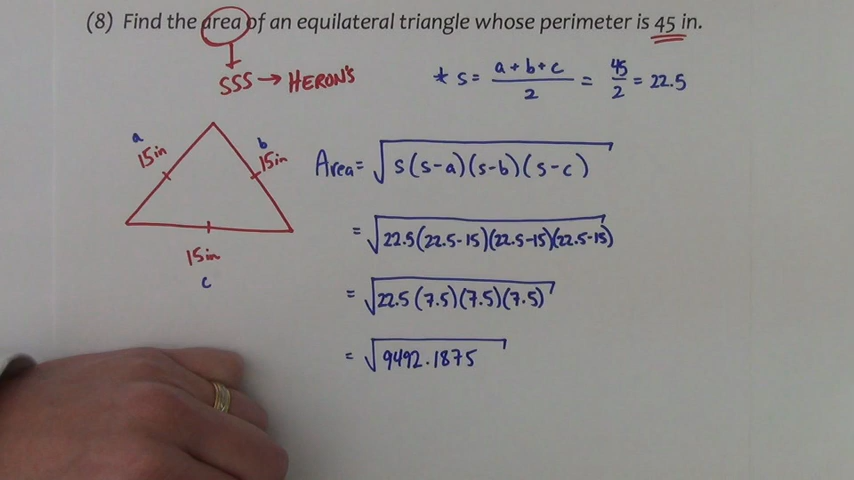 (8) Find the area of an equilateral triangle whose perimeter is 45 in.
SSS → HERON'S
* s = a + b + c / 2 = 45 / 2 = 22.5
a
15in
b
15in
15in
c
Area = √s(s-a)(s-b)(s-c)
= √22.5(22.5-15)(22.5-15)(22.5-15)
= √22.5(7.5)(7.5)(7.5)
= √9492.1875